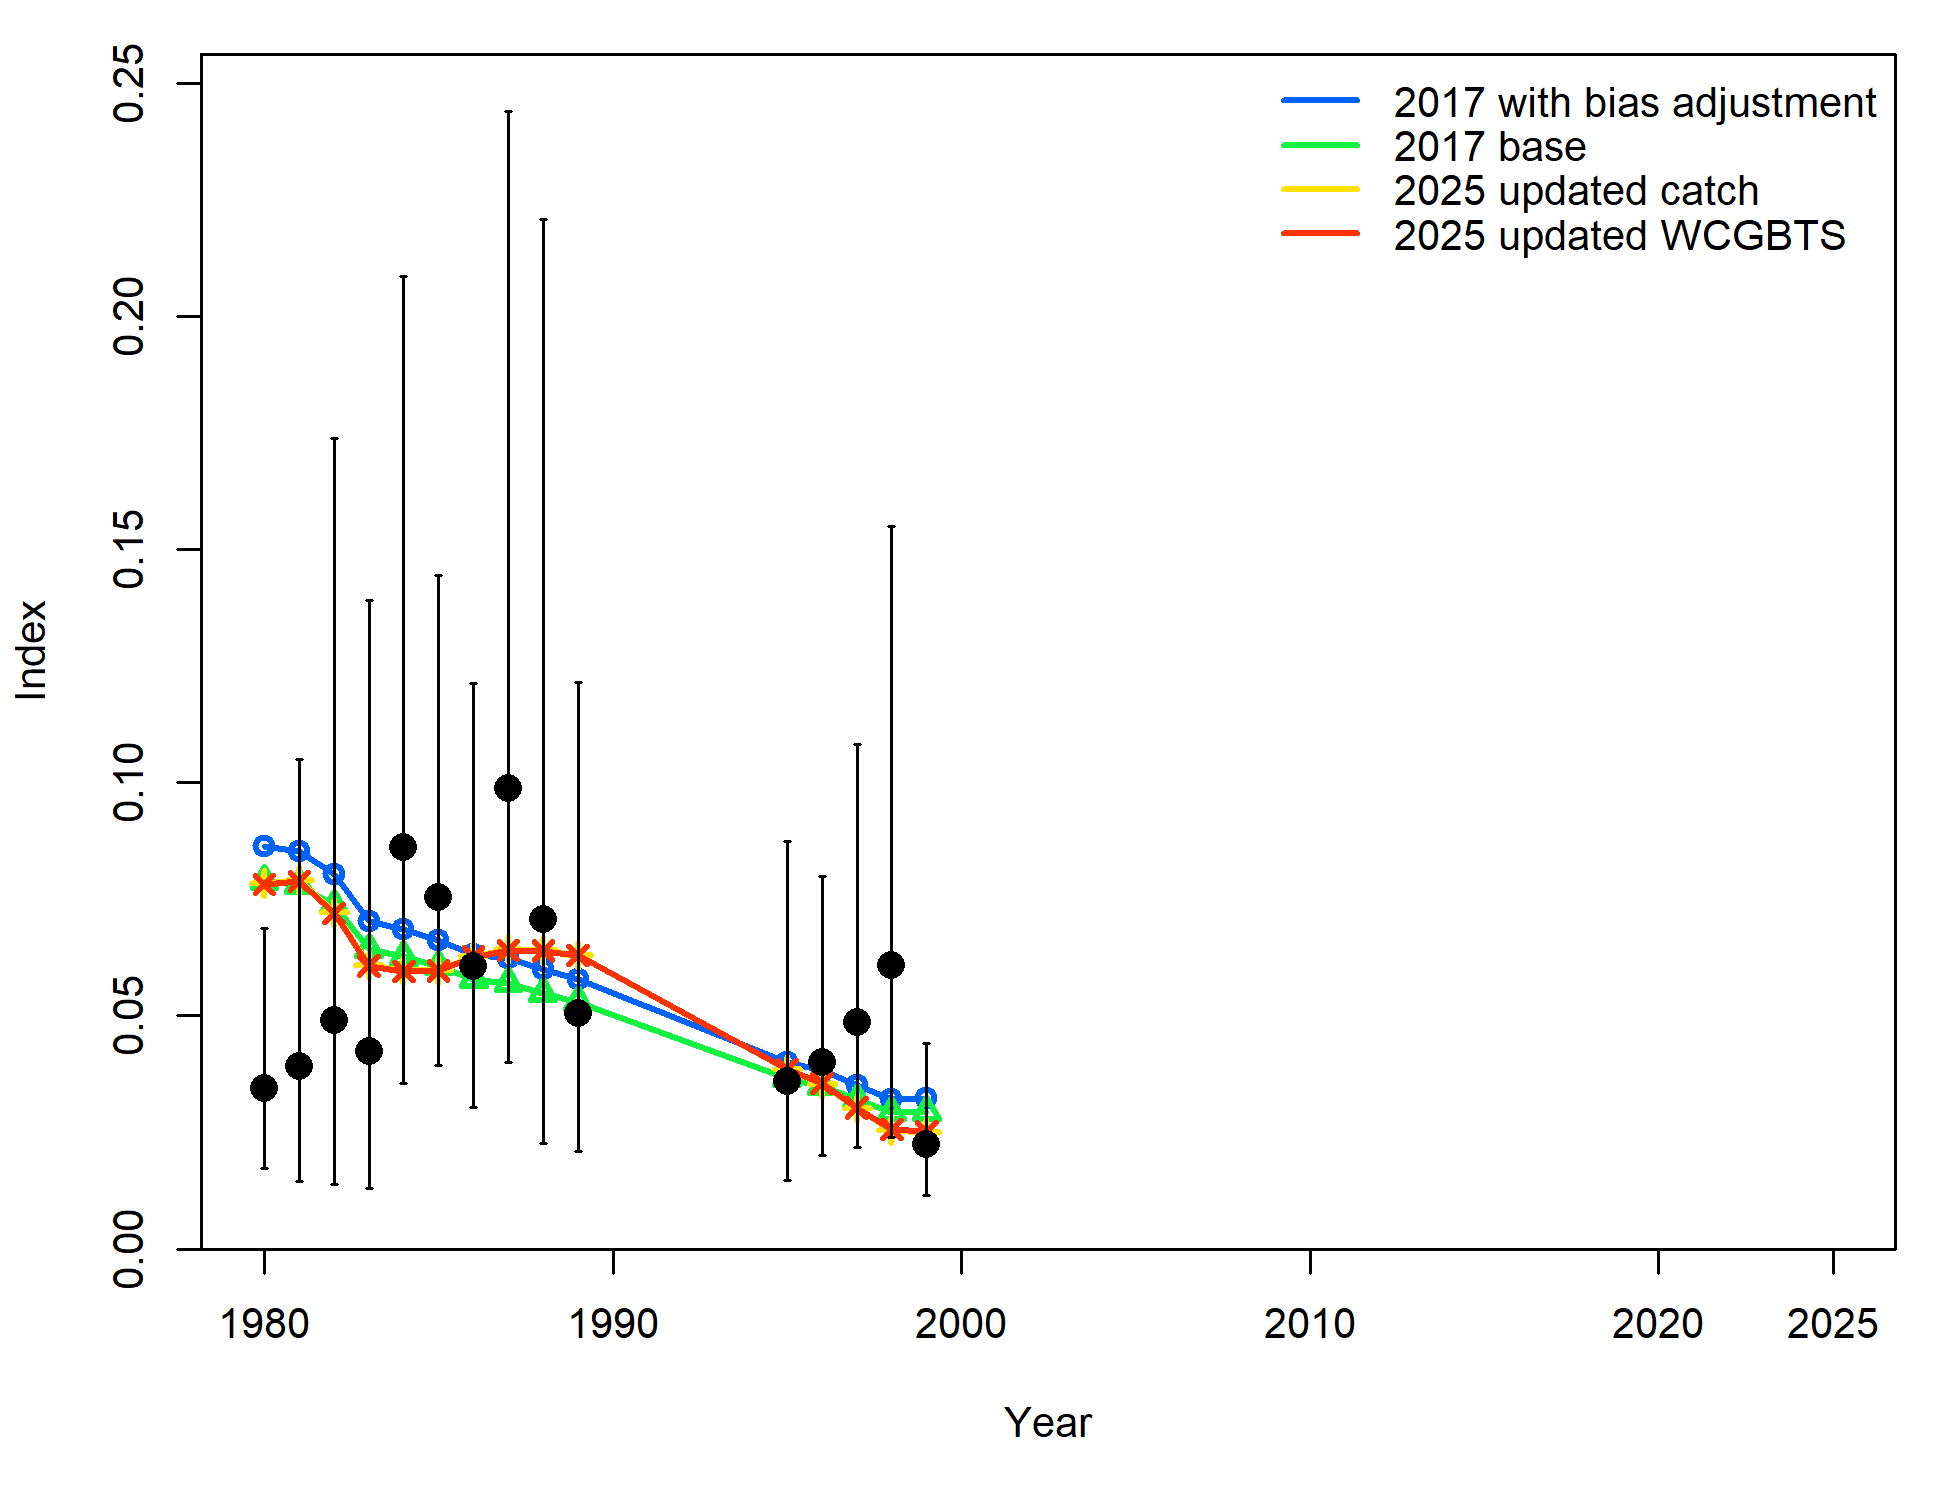 2017 with bias adjustment
2017 base
2025 updated catch
2025 updated WCGBTS
0.25
0.20
0.15
0.10
0.05
0.00
Index
1980 1990 2000 2010 2020 2025
Year